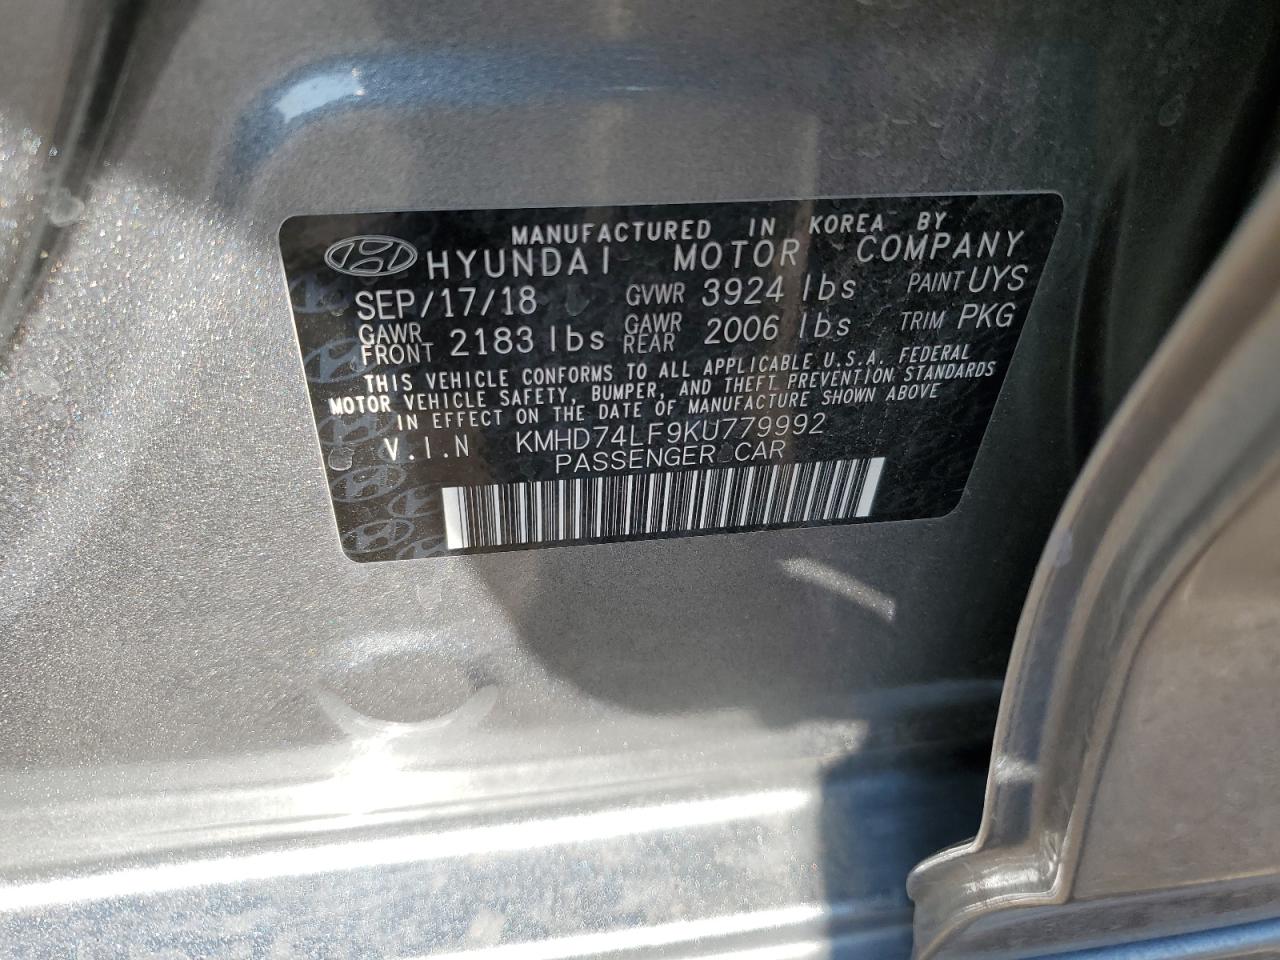 MANUFACTURED IN KOREA BY
HYUNDAI MOTOR COMPANY
SEP/17/18 GVWR 3924 lbs PAINT UYS
GAWR FRONT 2183 lbs GAWR REAR 2006 lbs TRIM PKG
THIS VEHICLE CONFORMS TO ALL APPLICABLE U.S.A. FEDERAL
MOTOR VEHICLE SAFETY, BUMPER, AND THEFT PREVENTION STANDARDS
IN EFFECT ON THE DATE OF MANUFACTURE SHOWN ABOVE
V.I.N KMHD74LF9KU779992
PASSENGER CAR